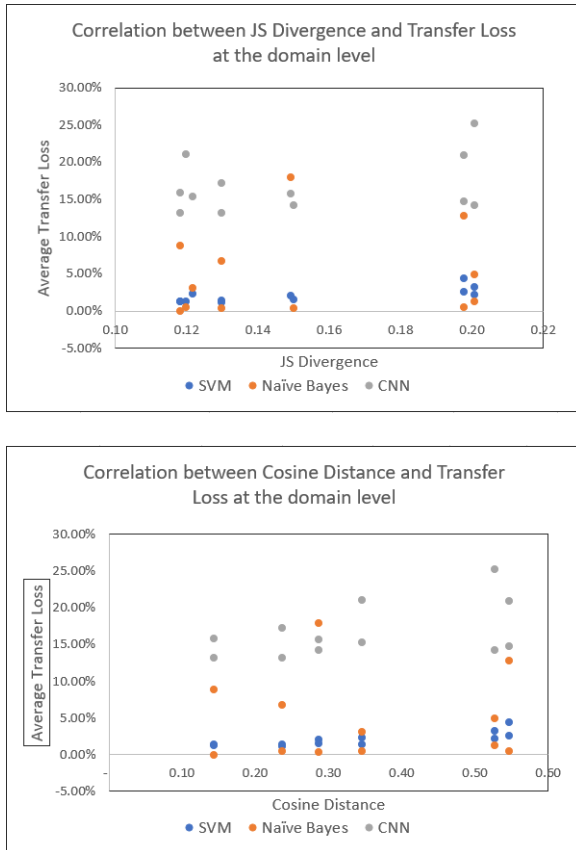 Correlation between JS Divergence and Transfer Loss
at the domain level
30.00%
25.00%
20.00%
15.00%
10.00%
5.00%
0.00%
-5.00%
Average Transfer Loss
0.10 0.12 0.14 0.16 0.18 0.20 0.22
JS Divergence
SVM Naïve Bayes CNN
Correlation between Cosine Distance and Transfer
Loss at the domain level
30.00%
25.00%
20.00%
15.00%
10.00%
5.00%
0.00%
-5.00%
Average Transfer Loss
- 0.10 0.20 0.30 0.40 0.50 0.60
Cosine Distance
SVM Naïve Bayes CNN